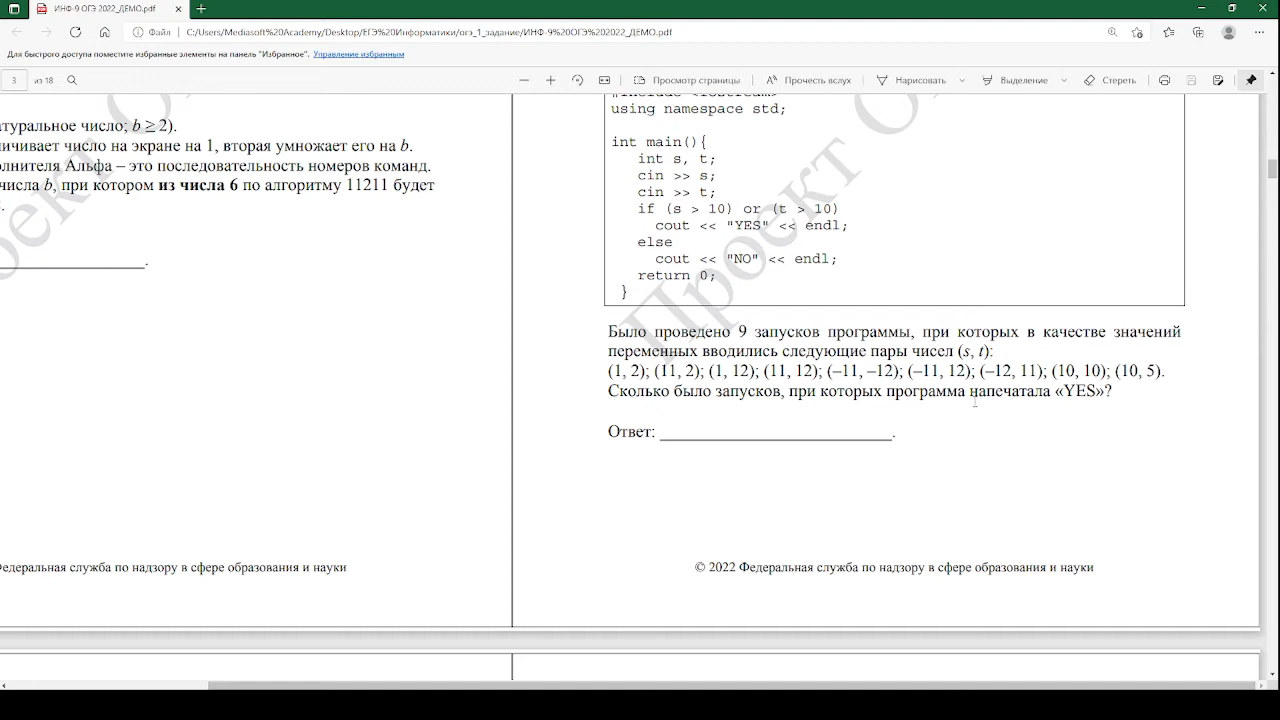 ИНФ-9 ОГЭ 2022_ДЕМО.pdf
Файл
C:/Users/Mediasoft%20Academy/Desktop/ЕГЭ%20Информатики/огэ_1_задание/ИНФ-9%20ОГЭ%202022_ДЕМО.pdf
Для быстрого доступа поместите избранные элементы на панель "Избранное". Управление избранным
3 из 18
Просмотр страницы
Прочесть вслух
Нарисовать
Выделение
Стереть
атуральное число; b ≥ 2).
ичивает число на экране на 1, вторая умножает его на b.
олнителя Альфа – это последовательность номеров команд.
числа b, при котором из числа 6 по алгоритму 11211 будет
.
Федеральная служба по надзору в сфере образования и науки
#include <iostream>
using namespace std;
int main(){
int s, t;
cin >> s;
cin >> t;
if (s > 10) or (t > 10)
cout << "YES" << endl;
else
cout << "NO" << endl;
return 0;
}
Было проведено 9 запусков программы, при которых в качестве значений
переменных вводились следующие пары чисел (s, t):
(1, 2); (11, 2); (1, 12); (11, 12); (–11, –12); (–11, 12); (–12, 11); (10, 10); (10, 5).
Сколько было запусков, при которых программа напечатала «YES»?
Ответ: ___________________________.
© 2022 Федеральная служба по надзору в сфере образования и науки
Проект О